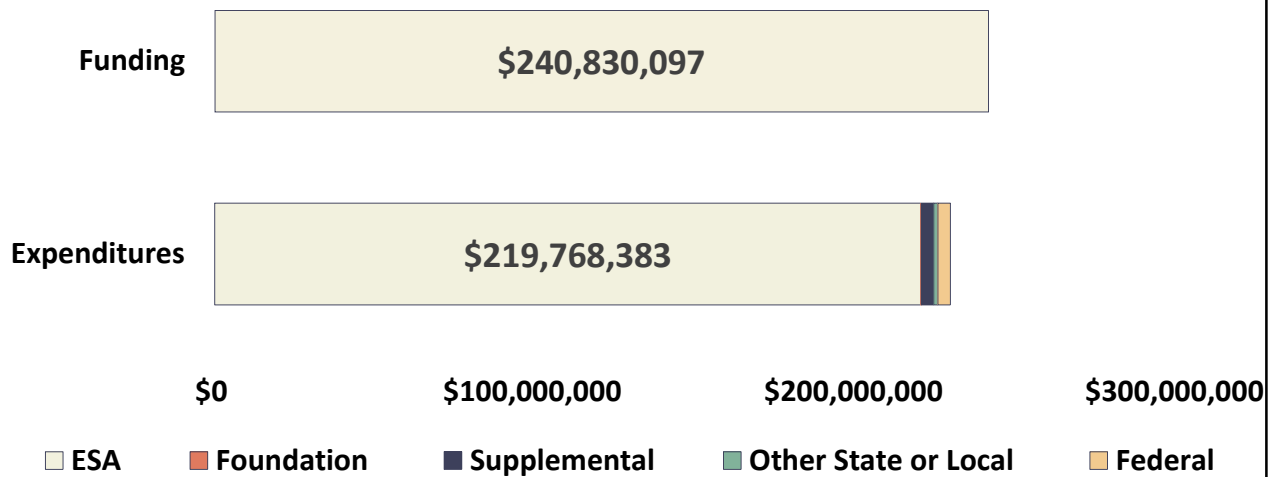 Funding
$240,830,097
Expenditures
$219,768,383
$0 $100,000,000 $200,000,000 $300,000,000
ESA Foundation Supplemental Other State or Local Federal